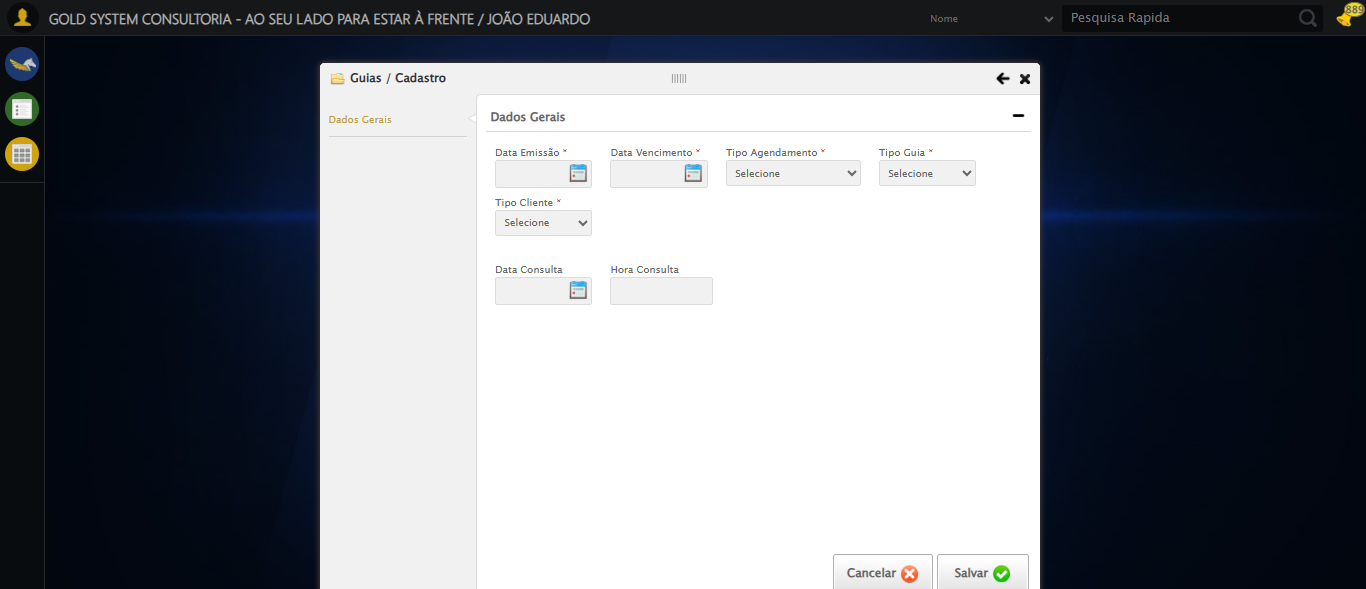 GOLD SYSTEM CONSULTORIA - AO SEU LADO PARA ESTAR À FRENTE / JOÃO EDUARDO
Nome
Pesquisa Rapida
889
Guias / Cadastro
Dados Gerais
Dados Gerais
Data Emissão * Data Vencimento * Tipo Agendamento * Tipo Guia *
Selecione Selecione
Tipo Cliente *
Selecione
Data Consulta Hora Consulta
Cancelar Salvar